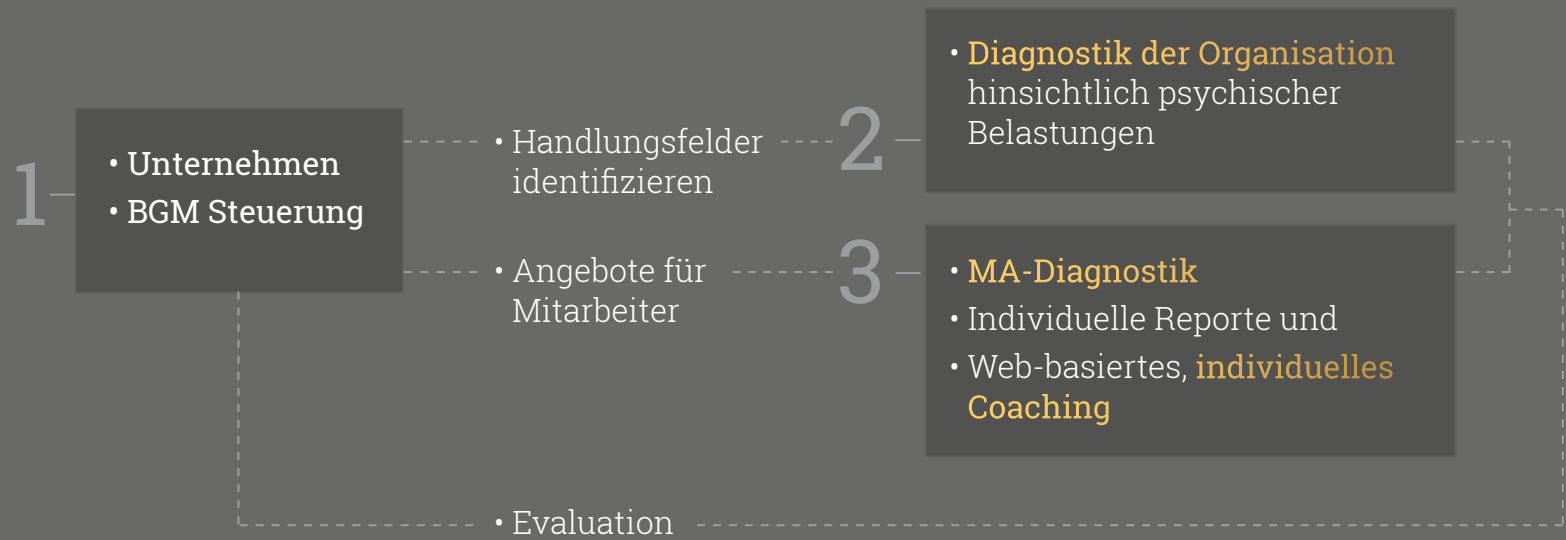 1
• Unternehmen
• BGM Steuerung
• Handlungsfelder
identifizieren
2
• Diagnostik der Organisation
hinsichtlich psychischer
Belastungen
• Angebote für
Mitarbeiter
3
• MA-Diagnostik
• Individuelle Reporte und
• Web-basiertes, individuelles
Coaching
• Evaluation